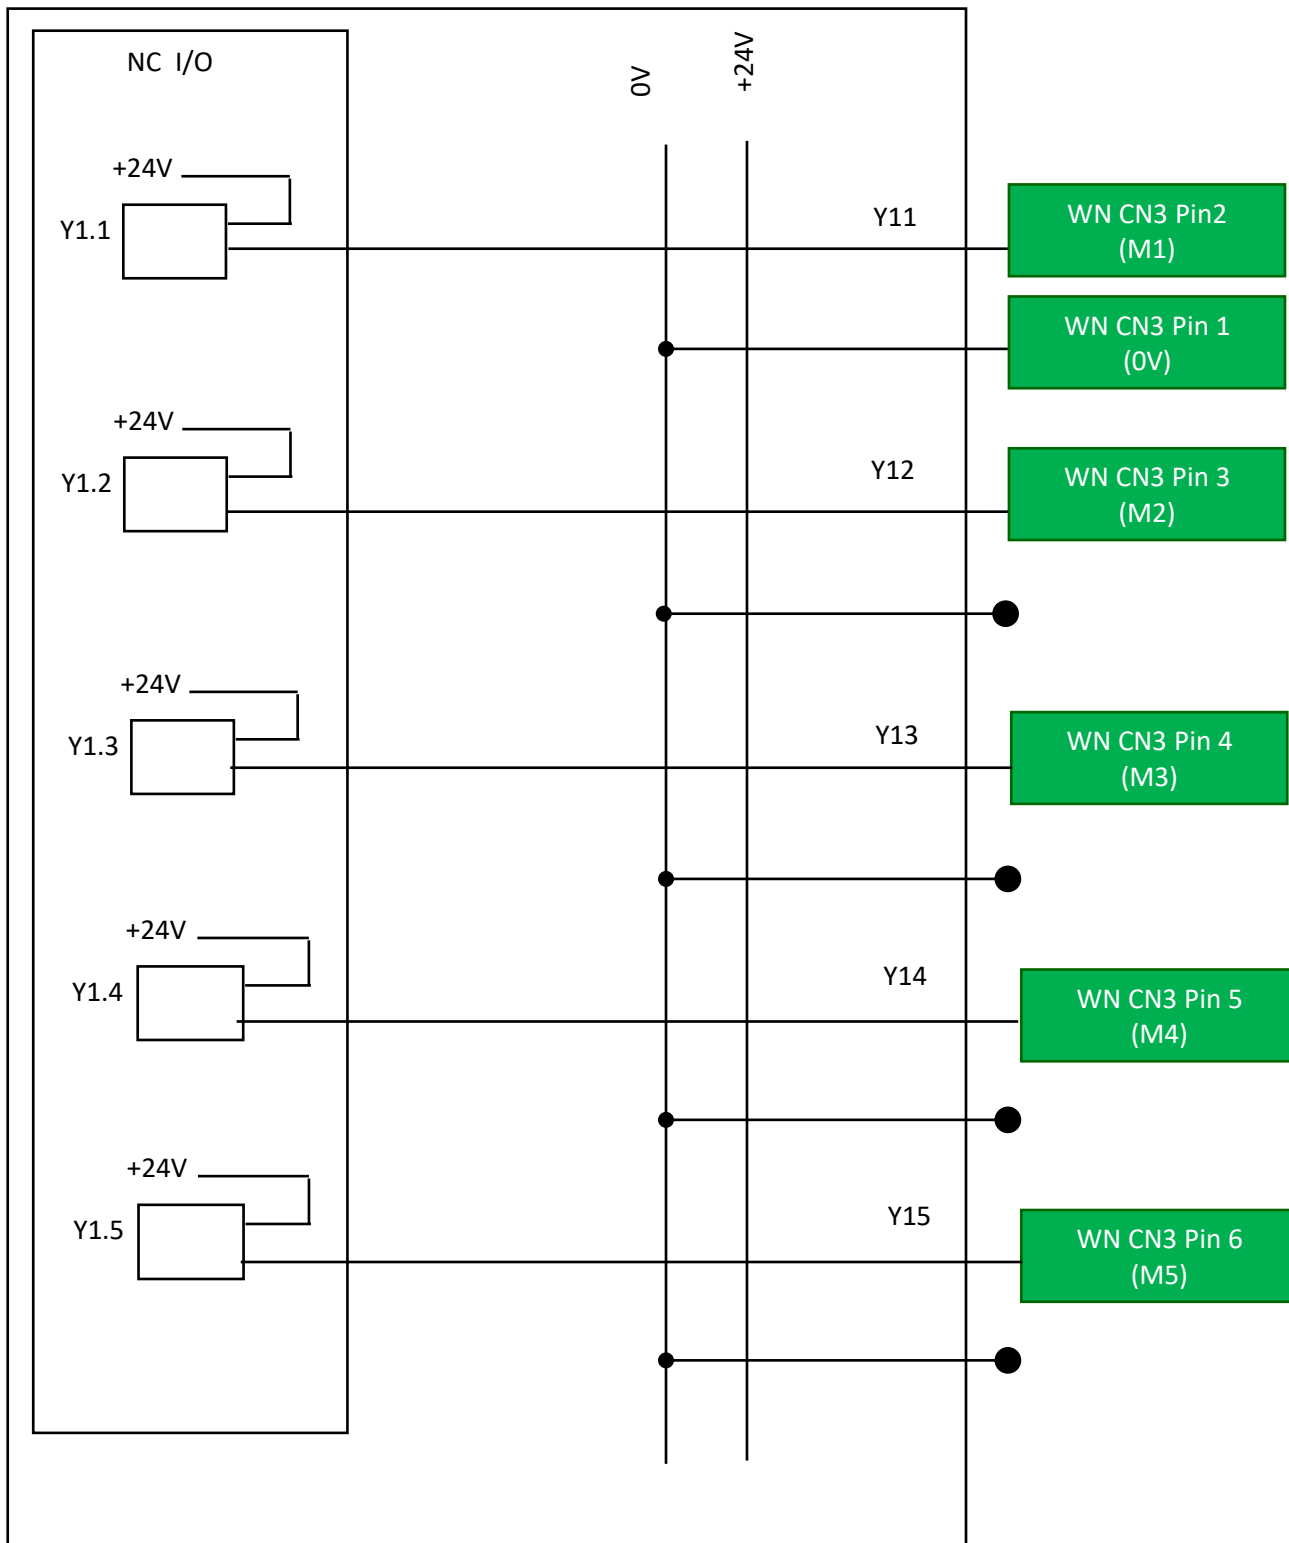 NC I/O
0V
+24V
+24V
Y1.1
Y11
WN CN3 Pin2
(M1)
WN CN3 Pin 1
(0V)
+24V
Y1.2
Y12
WN CN3 Pin 3
(M2)
+24V
Y1.3
Y13
WN CN3 Pin 4
(M3)
+24V
Y1.4
Y14
WN CN3 Pin 5
(M4)
+24V
Y1.5
Y15
WN CN3 Pin 6
(M5)